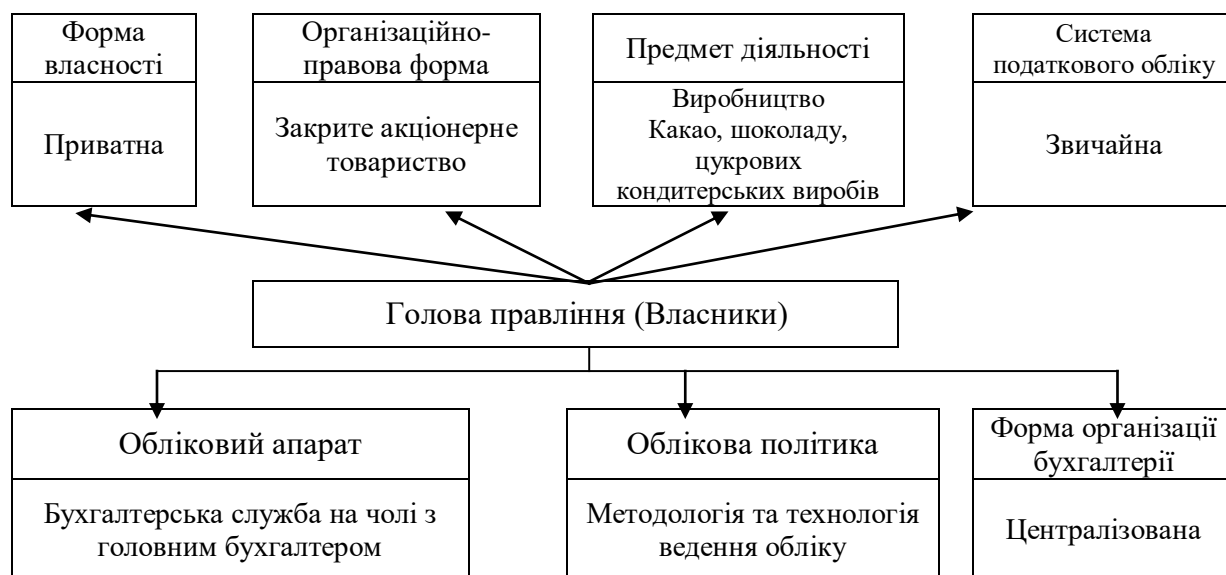 Форма
власності
Приватна
Організаційно-
правова форма
Закрите акціонерне
товариство
Предмет діяльності
Виробництво
Какао, шоколаду,
цукрових
кондитерських виробів
Система
податкового обліку
Звичайна
Голова правління (Власники)
Обліковий апарат
Бухгалтерська служба на чолі з
головним бухгалтером
Облікова політика
Методологія та технологія
ведення обліку
Форма організації
бухгалтерії
Централізована